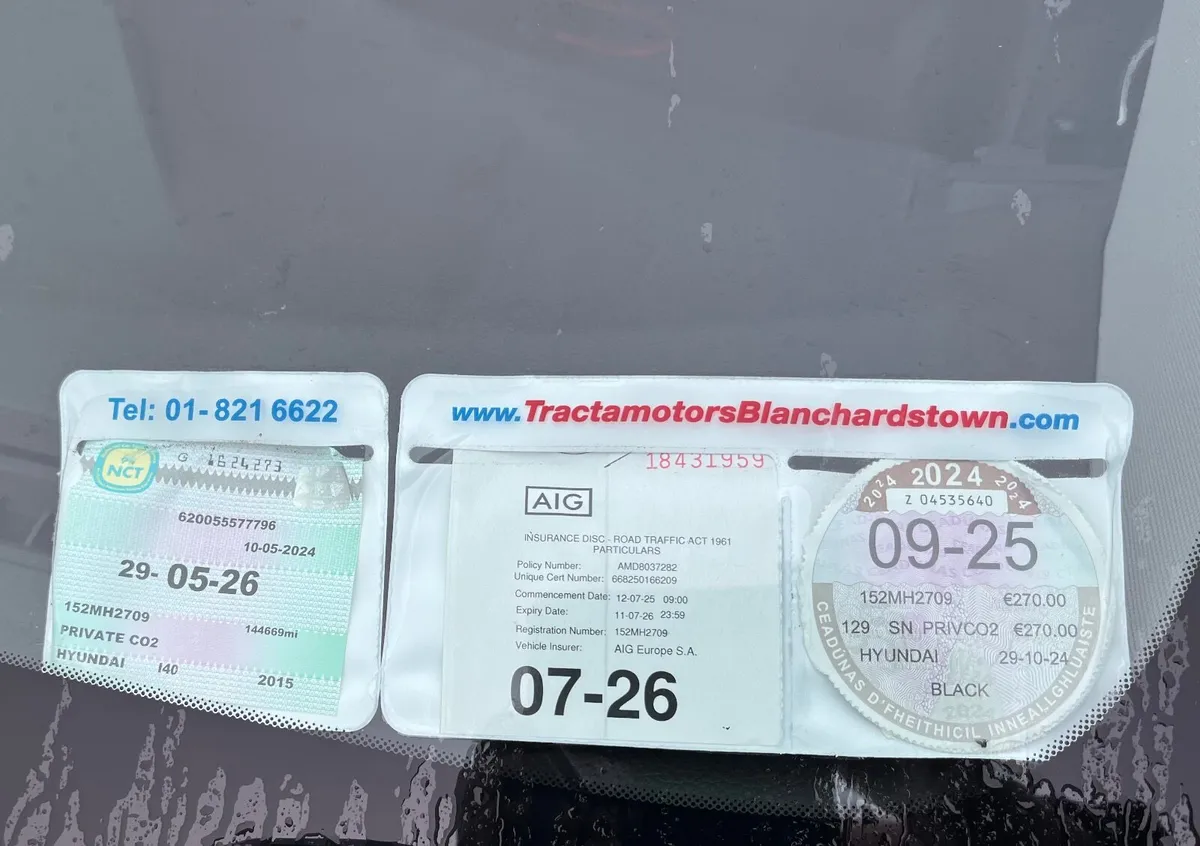 Tel: 01- 821 6622
NCT
G 1624273
620055577796
10-05-2024
29- 05-26
152MH2709
144669mi
PRIVATE CO2
HYUNDAI I40 2015
www.TractamotorsBlanchardstown.com
18431959
AIG
INSURANCE DISC - ROAD TRAFFIC ACT 1961
PARTICULARS
Policy Number: AMD8037282
Unique Cert Number: 668250166209
Commencement Date: 12-07-25 09:00
Expiry Date: 11-07-26 23:59
Registration Number: 152MH2709
Vehicle Insurer: AIG Europe S.A.
07-26
2024 2024 2024
Z 04535640
09-25
152MH2709 €270.00
129 SN PRIVCO2 €270.00
HYUNDAI 29-10-24
BLACK
2024
CEADÚNAS D'FHEITHICIL INNEALLGHLUAISTE